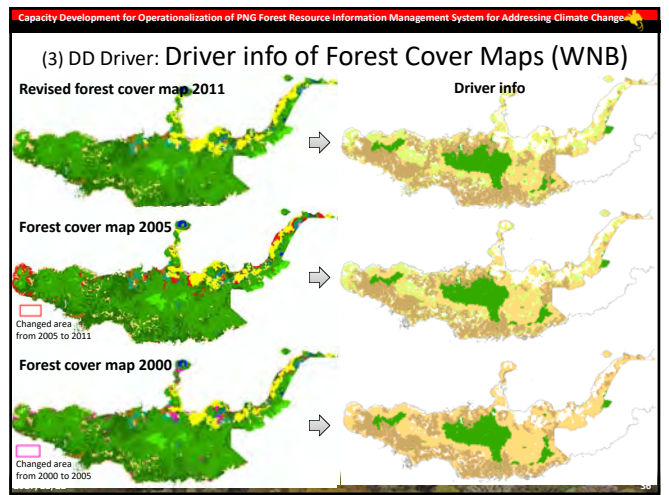 Capacity Development for Operationalization of PNG Forest Resource Information Management System for Addressing Climate Change
(3) DD Driver: Driver info of Forest Cover Maps (WNB)
Revised forest cover map 2011
Driver info
Forest cover map 2005
Changed area
from 2005 to 2011
Forest cover map 2000
Changed area
from 2000 to 2005